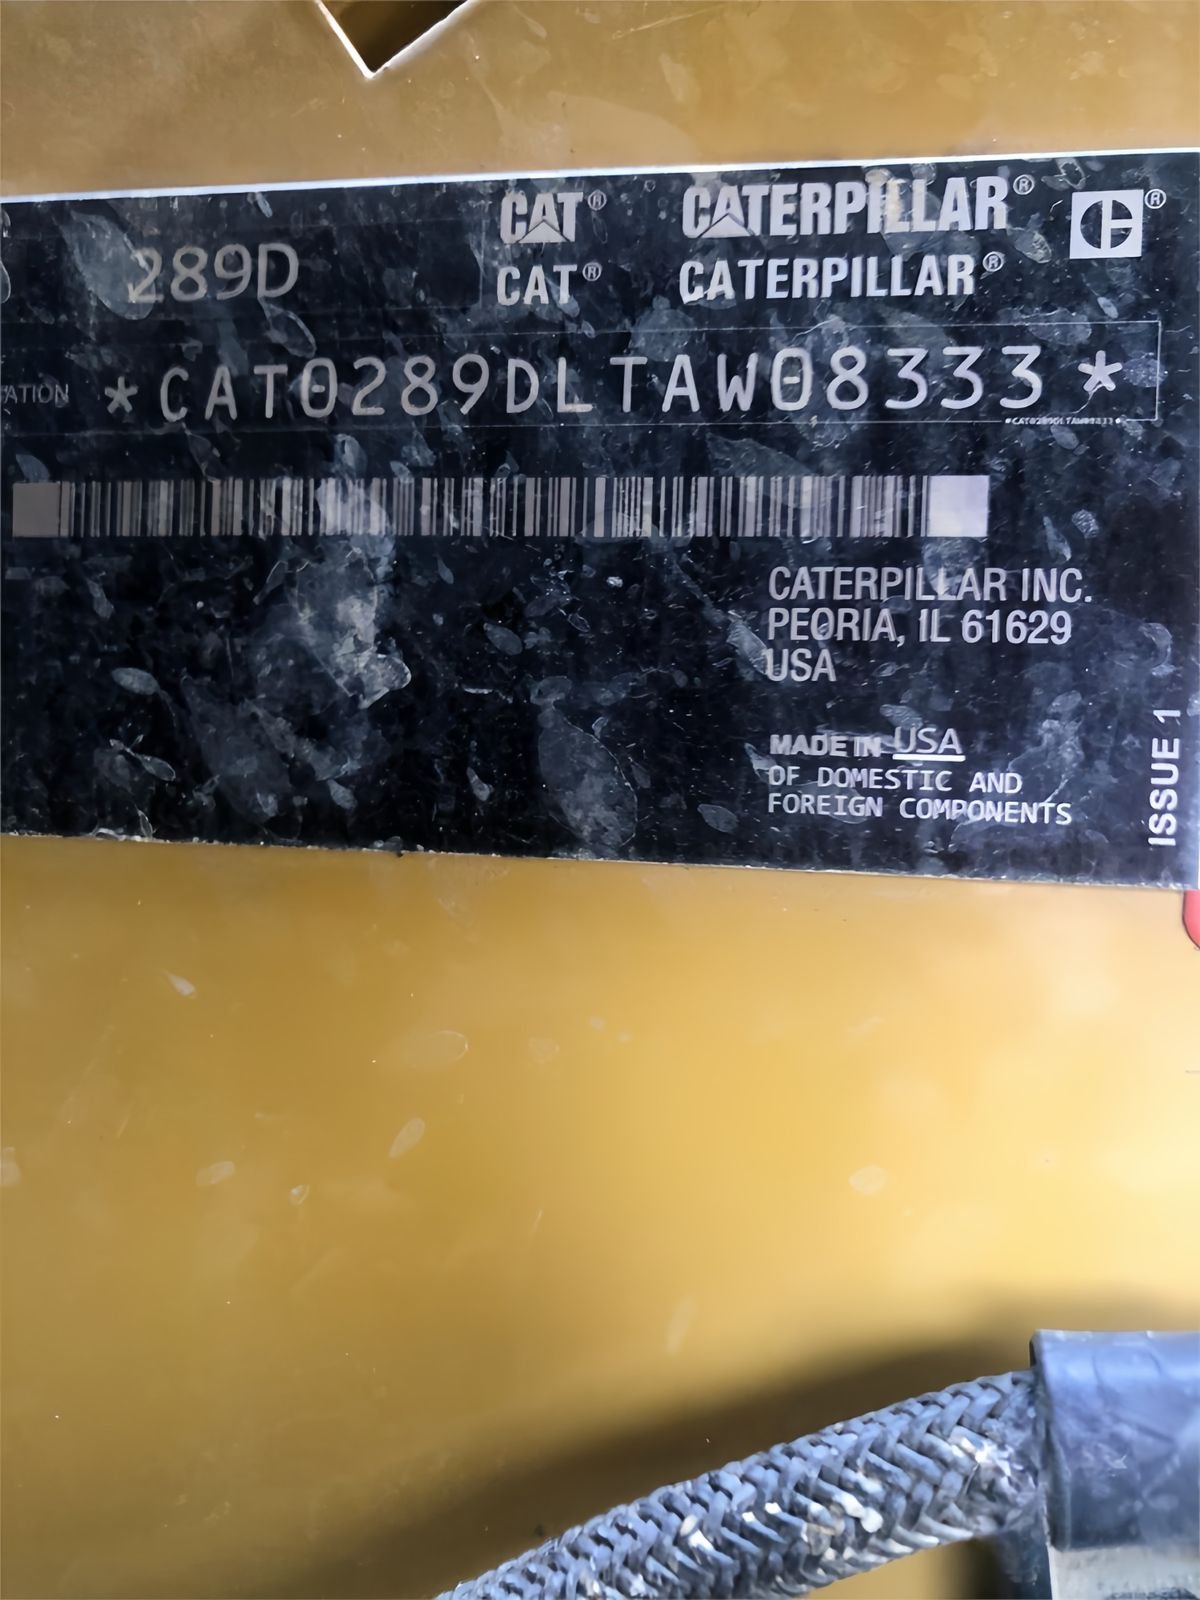 CAT® CATERPILLAR®
289D
CAT® CATERPILLAR®
ATION *CAT0289DLTAW08333*
CATERPILLAR INC.
PEORIA, IL 61629
USA
MADE IN USA
OF DOMESTIC AND
FOREIGN COMPONENTS
ISSUE 1